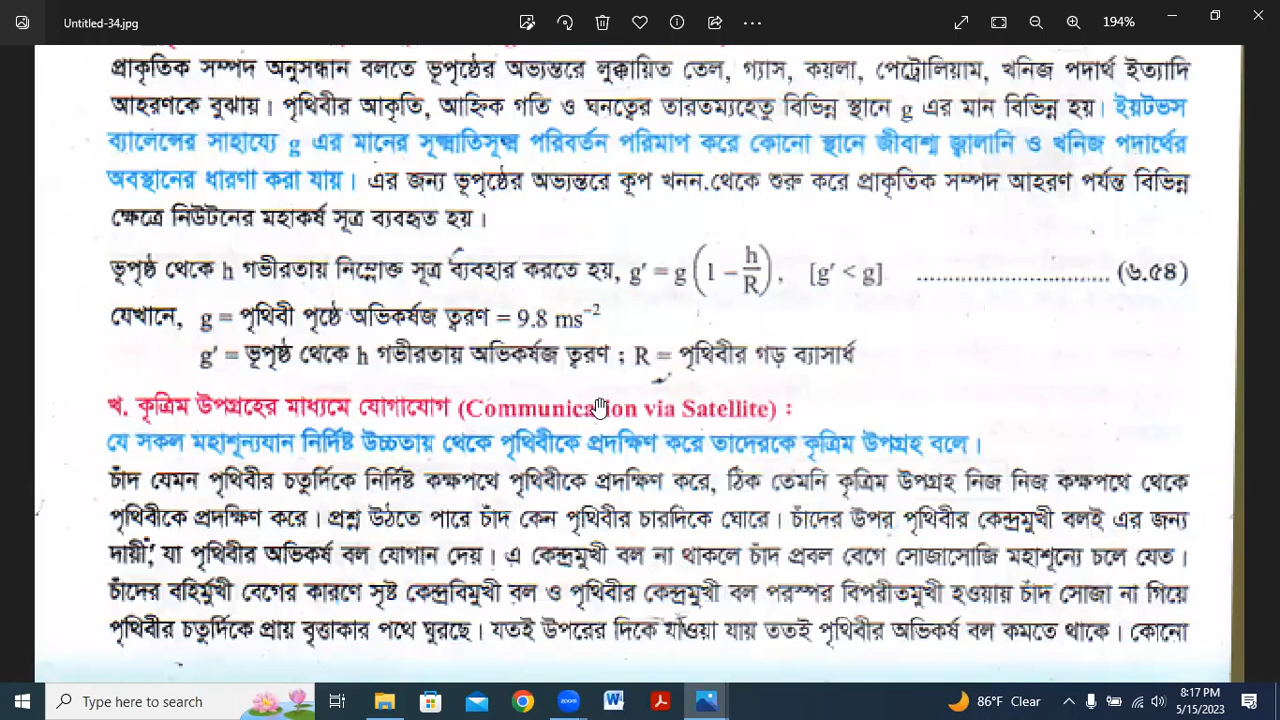 Untitled-34.jpg
194%
প্রাকৃতিক সম্পদ অনুসন্ধান বলতে ভূপৃষ্ঠের অভ্যন্তরে লুক্কায়িত তেল, গ্যাস, কয়লা, পেট্রোলিয়াম, খনিজ পদার্থ ইত্যাদি
আহরণকে বুঝায়। পৃথিবীর আকৃতি, আহ্নিক গতি ও ঘনত্বের তারতম্যহেতু বিভিন্ন স্থানে g এর মান বিভিন্ন হয়। ইয়টভস
ব্যালেন্সের সাহায্যে g এর মানের সূক্ষ্মাতিসূক্ষ্ম পরিবর্তন পরিমাপ করে কোনো স্থানে জীবাশ্ম জ্বালানি ও খনিজ পদার্থের
অবস্থানের ধারণা করা যায়। এর জন্য ভূপৃষ্ঠের অভ্যন্তরে কূপ খনন থেকে শুরু করে প্রাকৃতিক সম্পদ আহরণ পর্যন্ত বিভিন্ন
ক্ষেত্রে নিউটনের মহাকর্ষ সূত্র ব্যবহৃত হয়।
ভূপৃষ্ঠ থেকে h গভীরতায় নিম্নোক্ত সূত্র ব্যবহার করতে হয়, g′ = g(1 − h/R), [g′ < g] ................................ (৬.৫৪)
যেখানে, g = পৃথিবী পৃষ্ঠে অভিকর্ষজ ত্বরণ = 9.8 ms⁻²
g′ = ভূপৃষ্ঠ থেকে h গভীরতায় অভিকর্ষজ ত্বরণ ; R = পৃথিবীর গড় ব্যাসার্ধ
খ. কৃত্রিম উপগ্রহের মাধ্যমে যোগাযোগ (Communication via Satellite) :
যে সকল মহাশূন্যযান নির্দিষ্ট উচ্চতায় থেকে পৃথিবীকে প্রদক্ষিণ করে তাদেরকে কৃত্রিম উপগ্রহ বলে।
চাঁদ যেমন পৃথিবীর চতুর্দিকে নির্দিষ্ট কক্ষপথে পৃথিবীকে প্রদক্ষিণ করে, ঠিক তেমনি কৃত্রিম উপগ্রহ নিজ নিজ কক্ষপথে থেকে
পৃথিবীকে প্রদক্ষিণ করে। প্রশ্ন উঠতে পারে চাঁদ কেন পৃথিবীর চারদিকে ঘোরে। চাঁদের উপর পৃথিবীর কেন্দ্রমুখী বলই এর জন্য
দায়ী, যা পৃথিবীর অভিকর্ষ বল যোগান দেয়। এ কেন্দ্রমুখী বল না থাকলে চাঁদ প্রবল বেগে সোজাসোজি মহাশূন্যে চলে যেত।
চাঁদের বহির্মুখী বেগের কারণে সৃষ্ট কেন্দ্রবিমুখী বল ও পৃথিবীর কেন্দ্রমুখী বল পরস্পর বিপরীতমুখী হওয়ায় চাঁদ সোজা না গিয়ে
পৃথিবীর চতুর্দিকে প্রায় বৃত্তাকার পথে ঘুরছে। যতই উপরের দিকে যাওয়া যায় ততই পৃথিবীর অভিকর্ষ বল কমতে থাকে। কোনো
Type here to search
zoom
86°F Clear
8:17 PM
5/15/2023